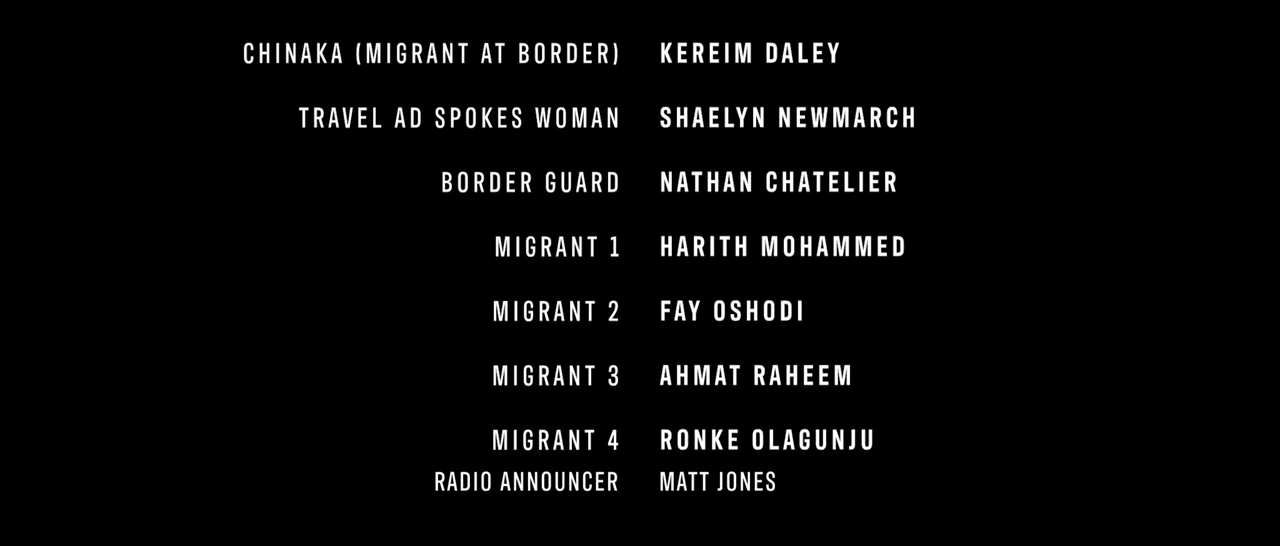 CHINAKA (MIGRANT AT BORDER) KEREIM DALEY
TRAVEL AD SPOKES WOMAN SHAELYN NEWMARCH
BORDER GUARD NATHAN CHATELIER
MIGRANT 1 HARITH MOHAMMED
MIGRANT 2 FAY OSHODI
MIGRANT 3 AHMAT RAHEEM
MIGRANT 4 RONKE OLAGUNJU
RADIO ANNOUNCER MATT JONES